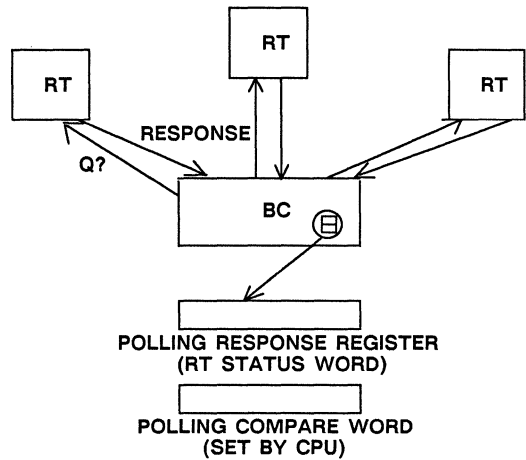 RT
RT
RT
RESPONSE
Q?
BC
POLLING RESPONSE REGISTER
(RT STATUS WORD)
POLLING COMPARE WORD
(SET BY CPU)